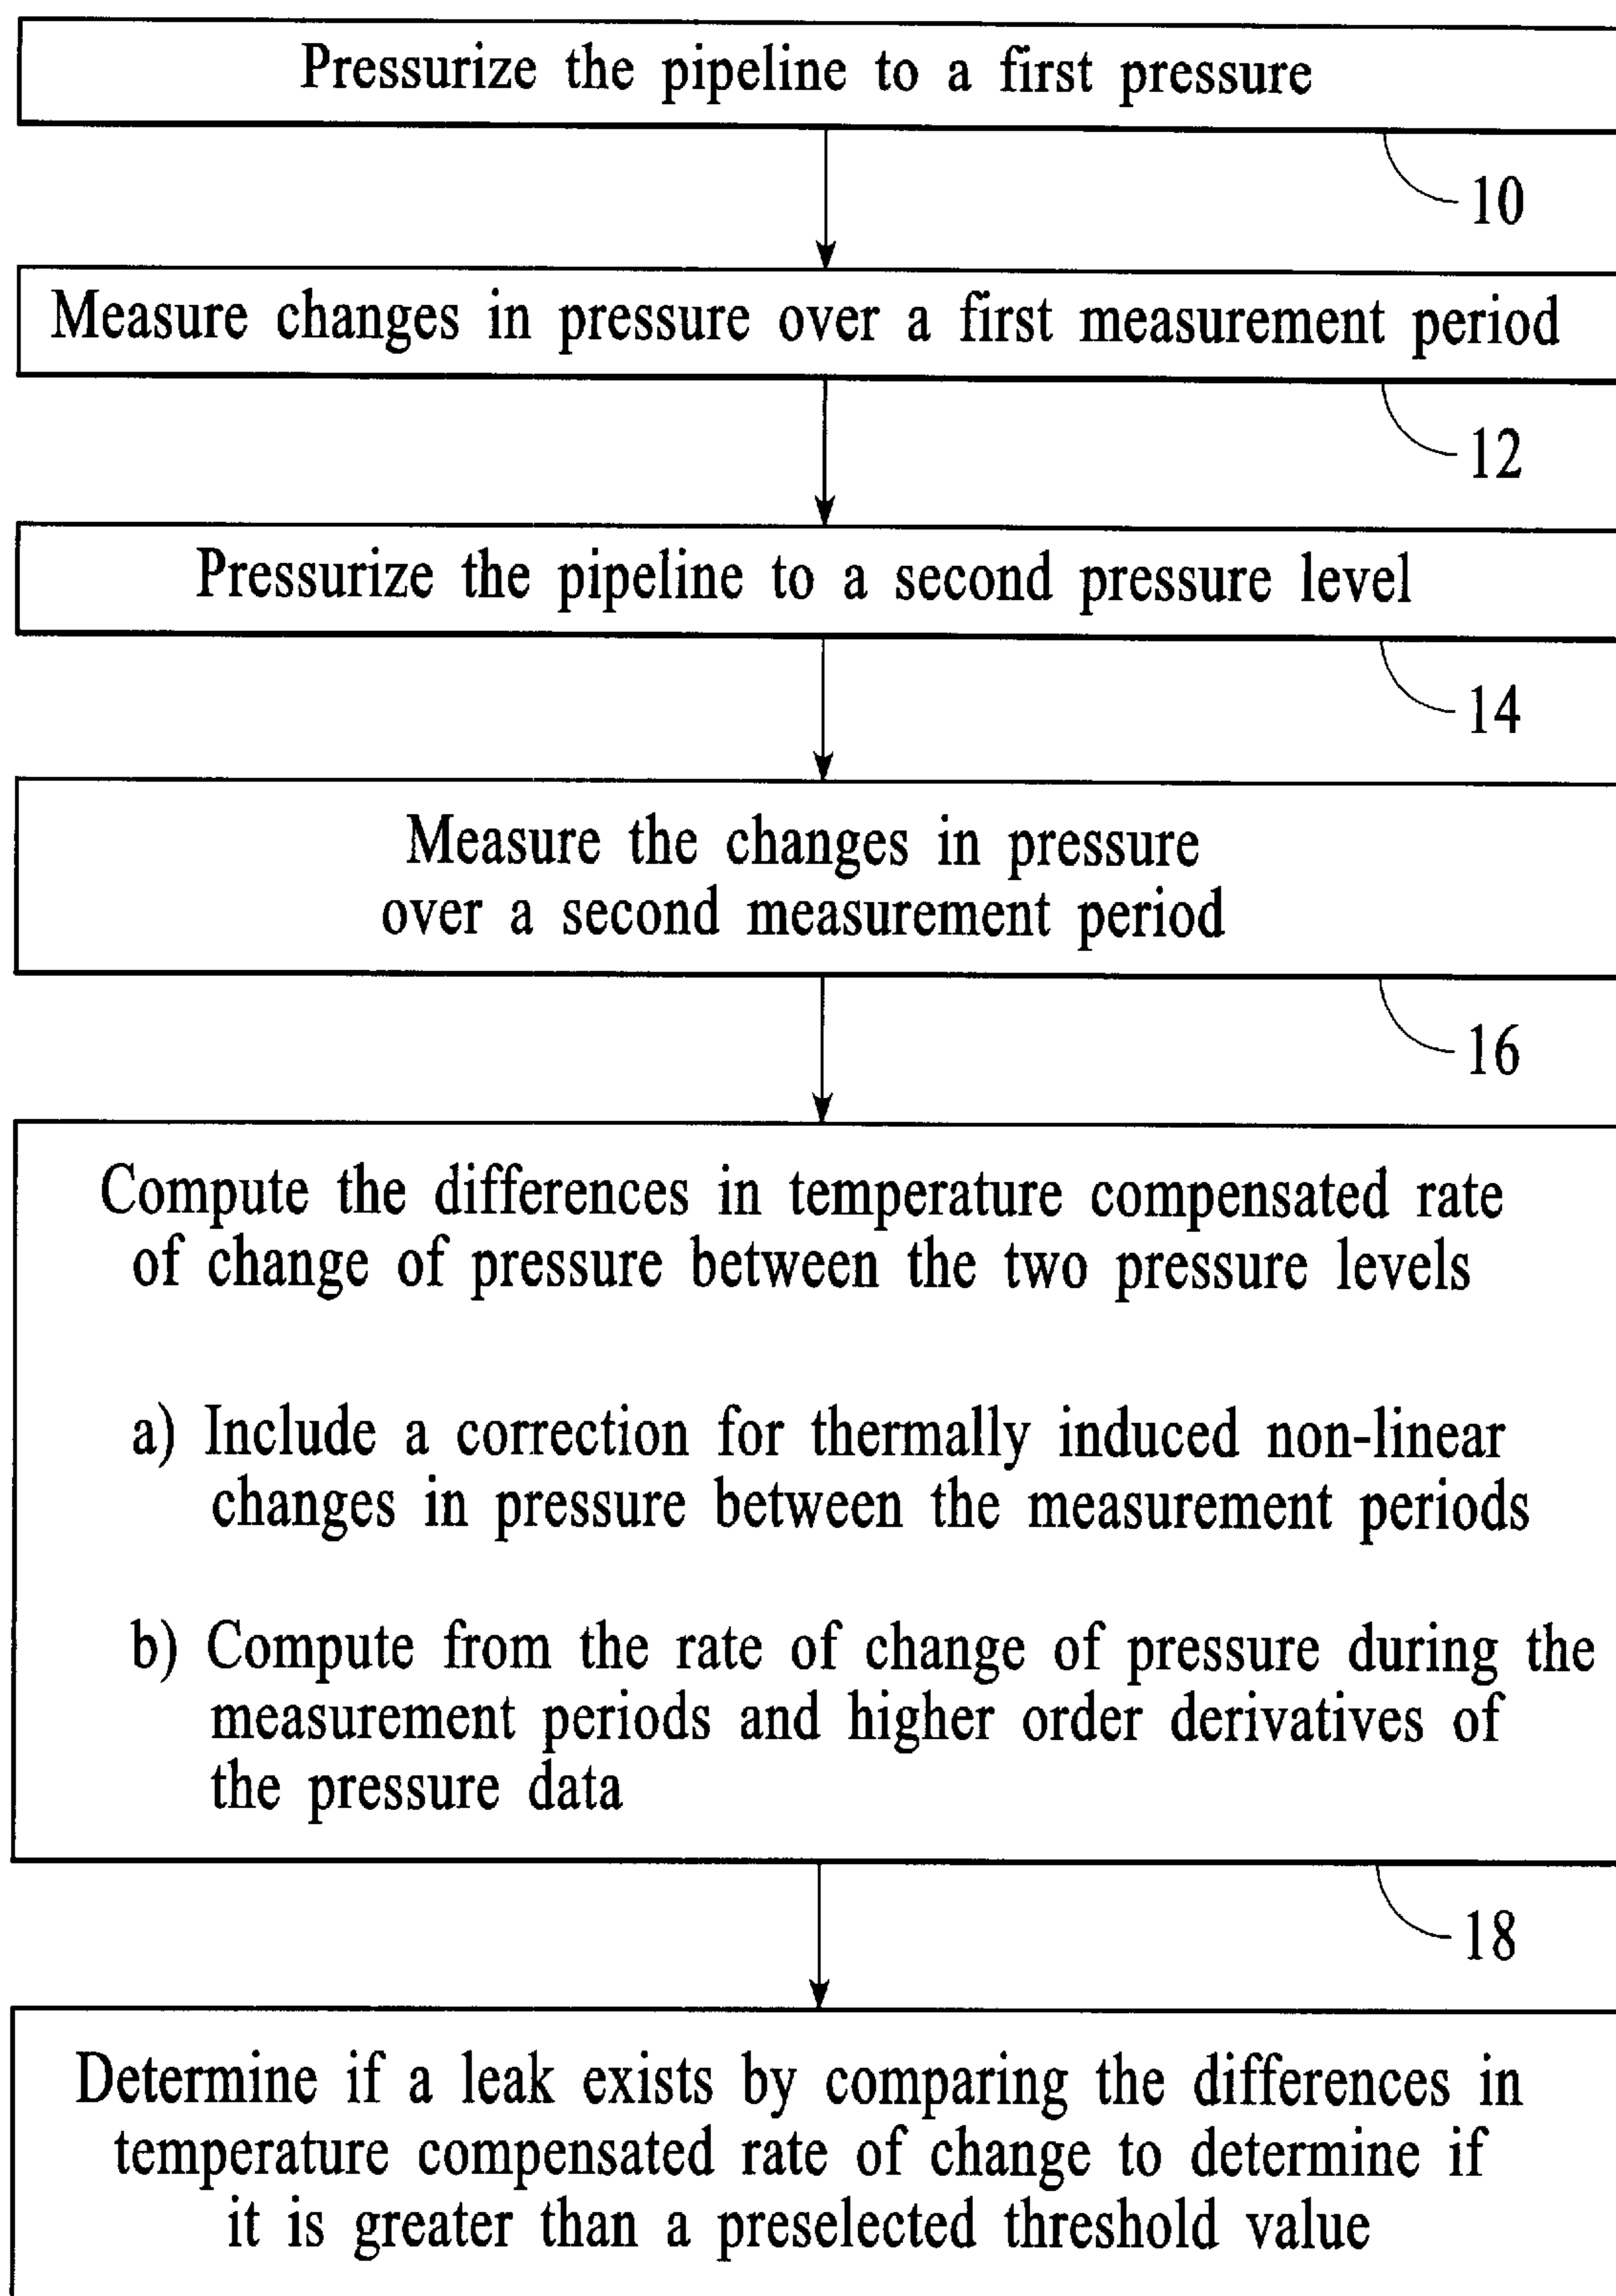 Pressurize the pipeline to a first pressure
10
Measure changes in pressure over a first measurement period
12
Pressurize the pipeline to a second pressure level
14
Measure the changes in pressure
over a second measurement period
16
Compute the differences in temperature compensated rate
of change of pressure between the two pressure levels
a) Include a correction for thermally induced non-linear
changes in pressure between the measurement periods
b) Compute from the rate of change of pressure during the
measurement periods and higher order derivatives of
the pressure data
18
Determine if a leak exists by comparing the differences in
temperature compensated rate of change to determine if
it is greater than a preselected threshold value